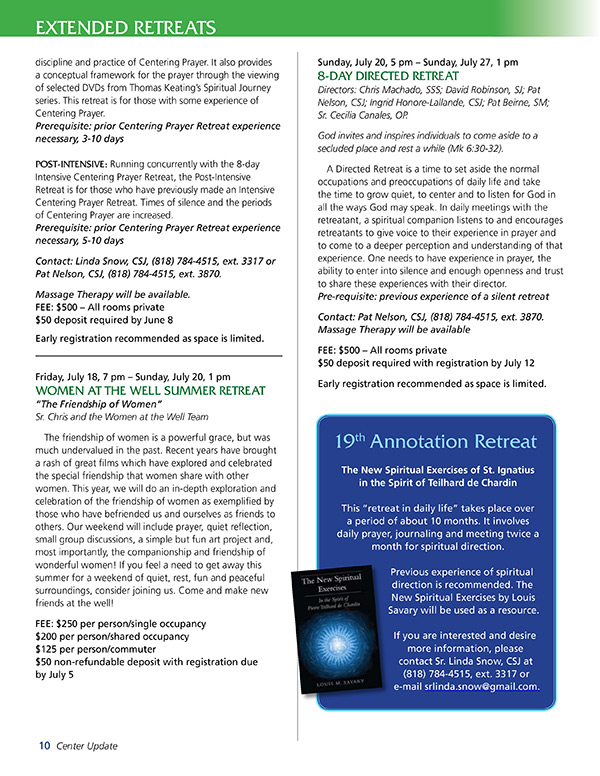 EXTENDED RETREATS
discipline and practice of Centering Prayer. It also provides
a conceptual framework for the prayer through the viewing
of selected DVDs from Thomas Keating's Spiritual Journey
series. This retreat is for those with some experience of
Centering Prayer.
Prerequisite: prior Centering Prayer Retreat experience
necessary, 3-10 days
POST-INTENSIVE: Running concurrently with the 8-day
Intensive Centering Prayer Retreat, the Post-Intensive
Retreat is for those who have previously made an Intensive
Centering Prayer Retreat. Times of silence and the periods
of Centering Prayer are increased.
Prerequisite: prior Centering Prayer Retreat experience
necessary, 5-10 days
Contact: Linda Snow, CSJ, (818) 784-4515, ext. 3317 or
Pat Nelson, CSJ, (818) 784-4515, ext. 3870.
Massage Therapy will be available.
FEE: $500 – All rooms private
$50 deposit required by June 8
Early registration recommended as space is limited.
Friday, July 18, 7 pm – Sunday, July 20, 1 pm
WOMEN AT THE WELL SUMMER RETREAT
"The Friendship of Women"
Sr. Chris and the Women at the Well Team
The friendship of women is a powerful grace, but was
much undervalued in the past. Recent years have brought
a rash of great films which have explored and celebrated
the special friendship that women share with other
women. This year, we will do an in-depth exploration and
celebration of the friendship of women as exemplified by
those who have befriended us and ourselves as friends to
others. Our weekend will include prayer, quiet reflection,
small group discussions, a simple but fun art project and,
most importantly, the companionship and friendship of
wonderful women! If you feel a need to get away this
summer for a weekend of quiet, rest, fun and peaceful
surroundings, consider joining us. Come and make new
friends at the well!
FEE: $250 per person/single occupancy
$200 per person/shared occupancy
$125 per person/commuter
$50 non-refundable deposit with registration due
by July 5
Sunday, July 20, 5 pm – Sunday, July 27, 1 pm
8-DAY DIRECTED RETREAT
Directors: Chris Machado, SSS; David Robinson, SJ; Pat
Nelson, CSJ; Ingrid Honore-Lallande, CSJ; Pat Beirne, SM;
Sr. Cecilia Canales, OP.
God invites and inspires individuals to come aside to a
secluded place and rest a while (Mk 6:30-32).
A Directed Retreat is a time to set aside the normal
occupations and preoccupations of daily life and take
the time to grow quiet, to center and to listen for God in
all the ways God may speak. In daily meetings with the
retreatant, a spiritual companion listens to and encourages
retreatants to give voice to their experience in prayer and
to come to a deeper perception and understanding of that
experience. One needs to have experience in prayer, the
ability to enter into silence and enough openness and trust
to share these experiences with their director.
Pre-requisite: previous experience of a silent retreat
Contact: Pat Nelson, CSJ, (818) 784-4515, ext. 3870.
Massage Therapy will be available
FEE: $500 – All rooms private
$50 deposit required with registration by July 12
Early registration recommended as space is limited.
19th Annotation Retreat
The New Spiritual Exercises of St. Ignatius
in the Spirit of Teilhard de Chardin
This "retreat in daily life" takes place over
a period of about 10 months. It involves
daily prayer, journaling and meeting twice a
month for spiritual direction.
Previous experience of spiritual
direction is recommended. The
New Spiritual Exercises by Louis
Savary will be used as a resource.
If you are interested and desire
more information, please
contact Sr. Linda Snow, CSJ at
(818) 784-4515, ext. 3317 or
e-mail srlinda.snow@gmail.com.
The New Spiritual
Exercises
In the Spirit of
Pierre Teilhard de Chardin
LOUIS M. SAVARY
10 Center Update